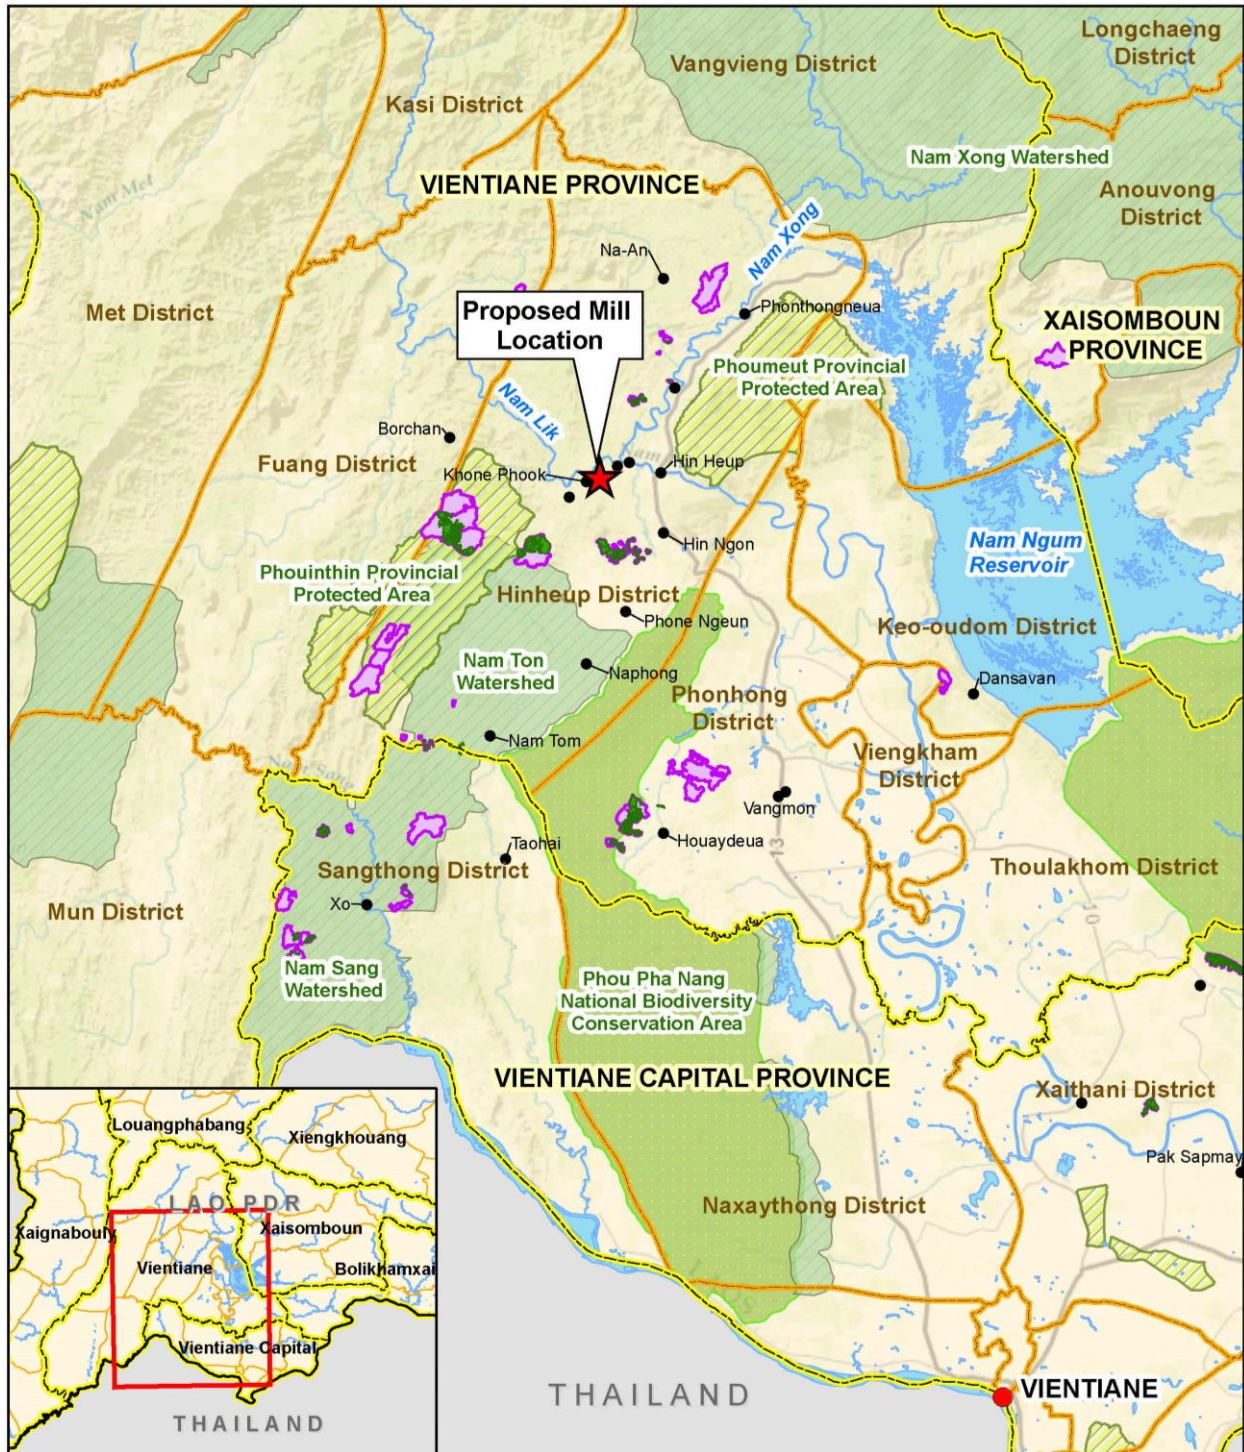 Longchaeng
District
Vangvieng District
Kasi District
Nam Xong Watershed
Nam Met
VIENTIANE PROVINCE
Anouvong
District
Nam Xong
Na-An
Met District
Proposed Mill
Location
Phonthongneua
XAISOMBOUN
PROVINCE
Phoumeut Provincial
Protected Area
Nam Lik
Borchan
Fuang District
Khone Phook
Nam
Hin Heup
Hin Ngon
Nam Ngum
Reservoir
Phouinthin Provincial
Protected Area
Hinheup District
Phone Ngeun
Keo-oudom District
Nam Ton
Watershed
Naphong
Phonhong
District
Dansavan
Nam Tom
Viengkham
District
Nam Sang
Vangmon
Taohai
Houaydeua
13
Sangthong District
Thoulakhom District
Xo
Mun District
10
Nam Sang
Watershed
Phou Pha Nang
National Biodiversity
Conservation Area
VIENTIANE CAPITAL PROVINCE
Xaithani District
Pak Sapmay
Naxaythong District
Louangphabang
Xiengkhouang
LAO PDR
Xaignabouly
Xaisomboun
Vientiane
Bolikhamxai
Vientiane Capital
THAILAND
THAILAND
VIENTIANE